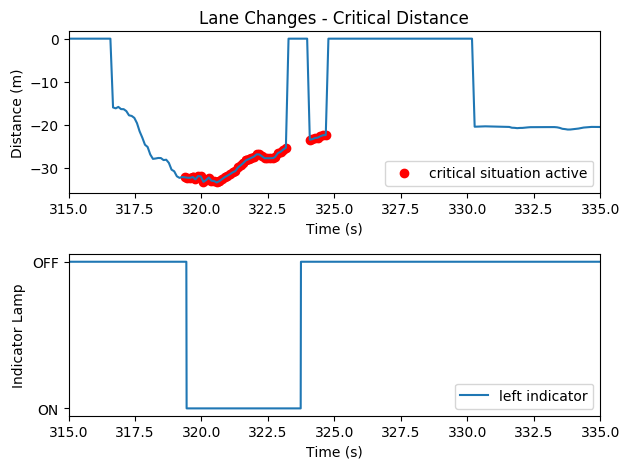 Lane Changes - Critical Distance
Distance (m)
0
−10
−20
−30
critical situation active
315.0 317.5 320.0 322.5 325.0 327.5 330.0 332.5 335.0
Time (s)
Indicator Lamp
OFF
ON
left indicator
315.0 317.5 320.0 322.5 325.0 327.5 330.0 332.5 335.0
Time (s)